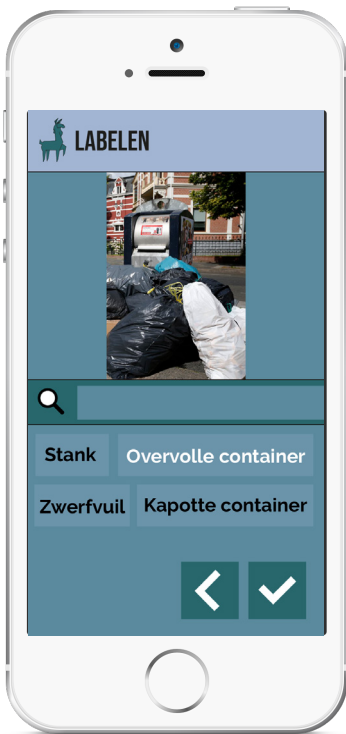 LABELEN
Stank
Overvolle container
Zwerfvuil
Kapotte container